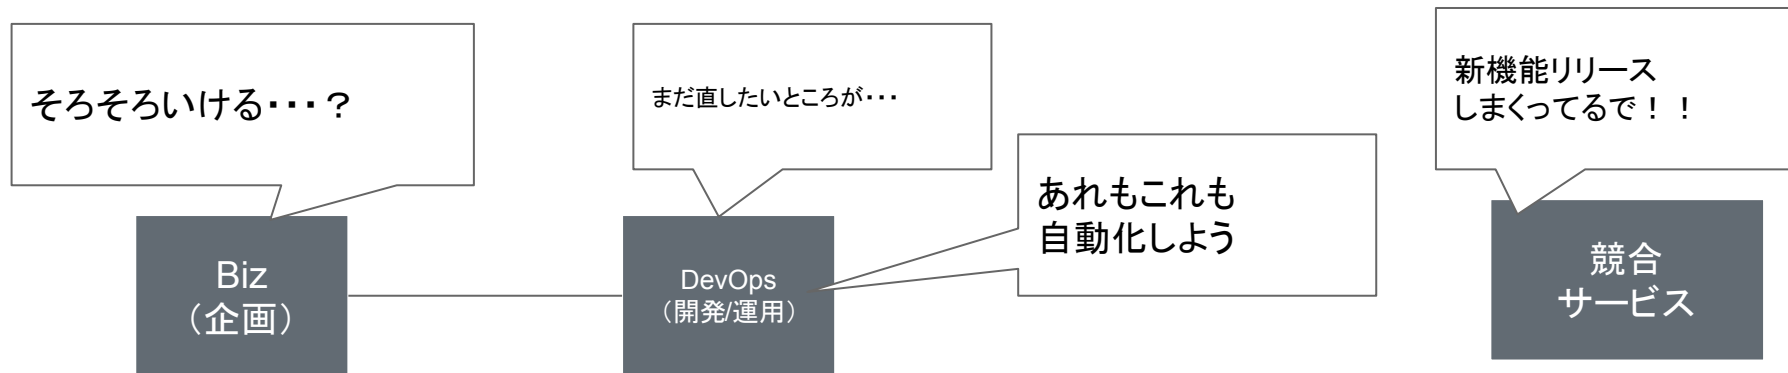 そろそろいける・・・？
まだ直したいところが・・・
あれもこれも
自動化しよう
新機能リリース
しまくってるで！！
Biz
（企画）
DevOps
（開発/運用）
競合
サービス